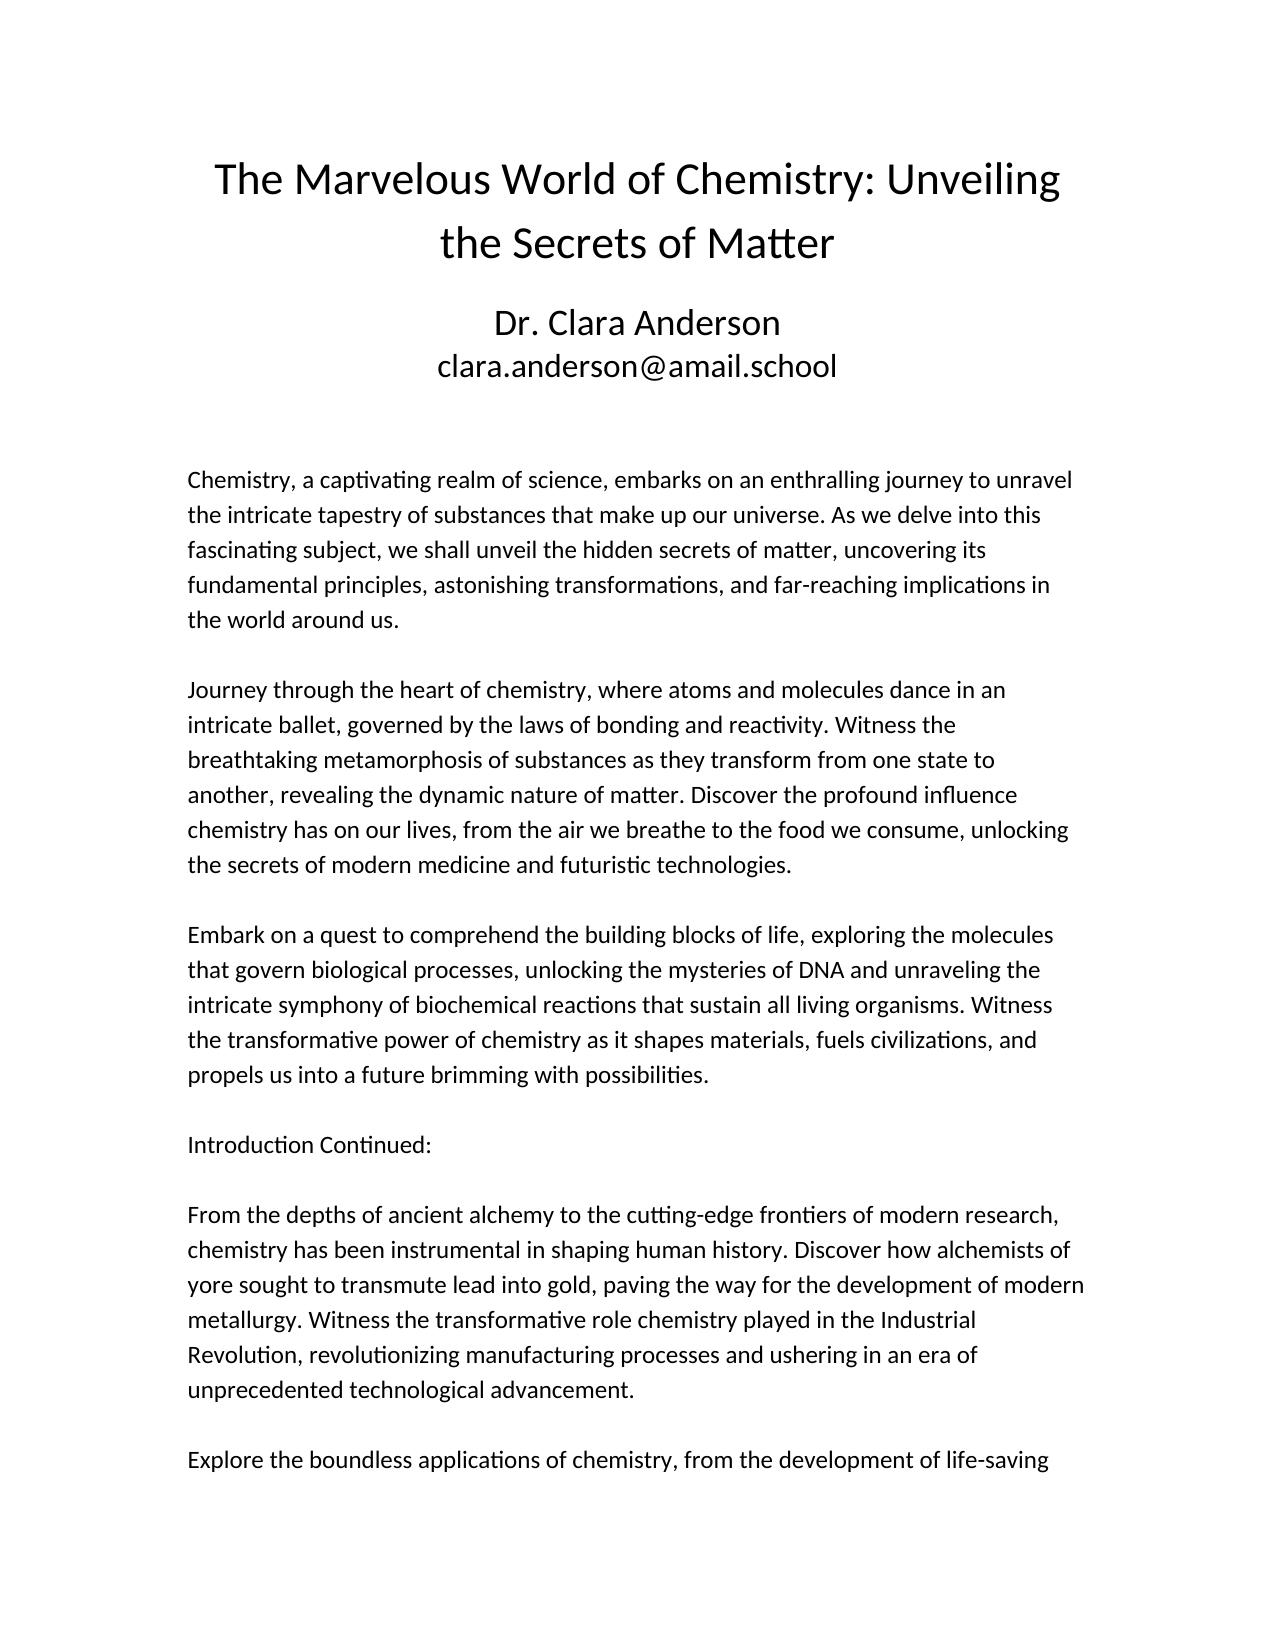 The Marvelous World of Chemistry: Unveiling
the Secrets of Matter
Dr. Clara Anderson
clara.anderson@amail.school
Chemistry, a captivating realm of science, embarks on an enthralling journey to unravel
the intricate tapestry of substances that make up our universe. As we delve into this
fascinating subject, we shall unveil the hidden secrets of matter, uncovering its
fundamental principles, astonishing transformations, and far-reaching implications in
the world around us.
Journey through the heart of chemistry, where atoms and molecules dance in an
intricate ballet, governed by the laws of bonding and reactivity. Witness the
breathtaking metamorphosis of substances as they transform from one state to
another, revealing the dynamic nature of matter. Discover the profound influence
chemistry has on our lives, from the air we breathe to the food we consume, unlocking
the secrets of modern medicine and futuristic technologies.
Embark on a quest to comprehend the building blocks of life, exploring the molecules
that govern biological processes, unlocking the mysteries of DNA and unraveling the
intricate symphony of biochemical reactions that sustain all living organisms. Witness
the transformative power of chemistry as it shapes materials, fuels civilizations, and
propels us into a future brimming with possibilities.
Introduction Continued:
From the depths of ancient alchemy to the cutting-edge frontiers of modern research,
chemistry has been instrumental in shaping human history. Discover how alchemists of
yore sought to transmute lead into gold, paving the way for the development of modern
metallurgy. Witness the transformative role chemistry played in the Industrial
Revolution, revolutionizing manufacturing processes and ushering in an era of
unprecedented technological advancement.
Explore the boundless applications of chemistry, from the development of life-saving